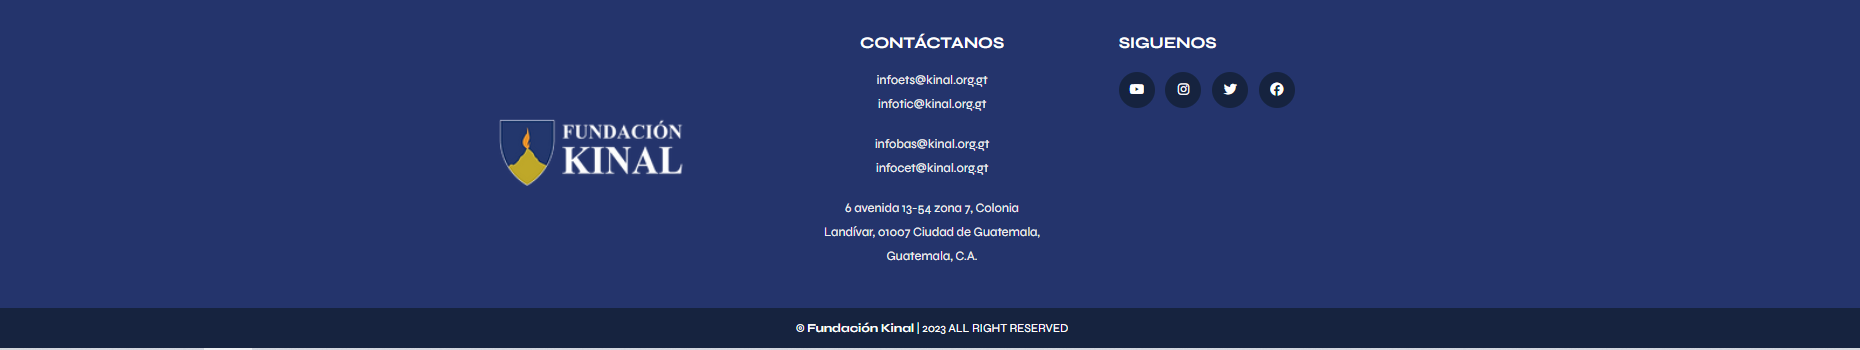 FUNDACIÓN
KINAL
CONTÁCTANOS
infoets@kinal.org.gt
infotic@kinal.org.gt
infobas@kinal.org.gt
infocet@kinal.org.gt
6 avenida 13-54 zona 7, Colonia
Landívar, 01007 Ciudad de Guatemala,
Guatemala, C.A.
SIGUENOS
© Fundación Kinal | 2023 ALL RIGHT RESERVED